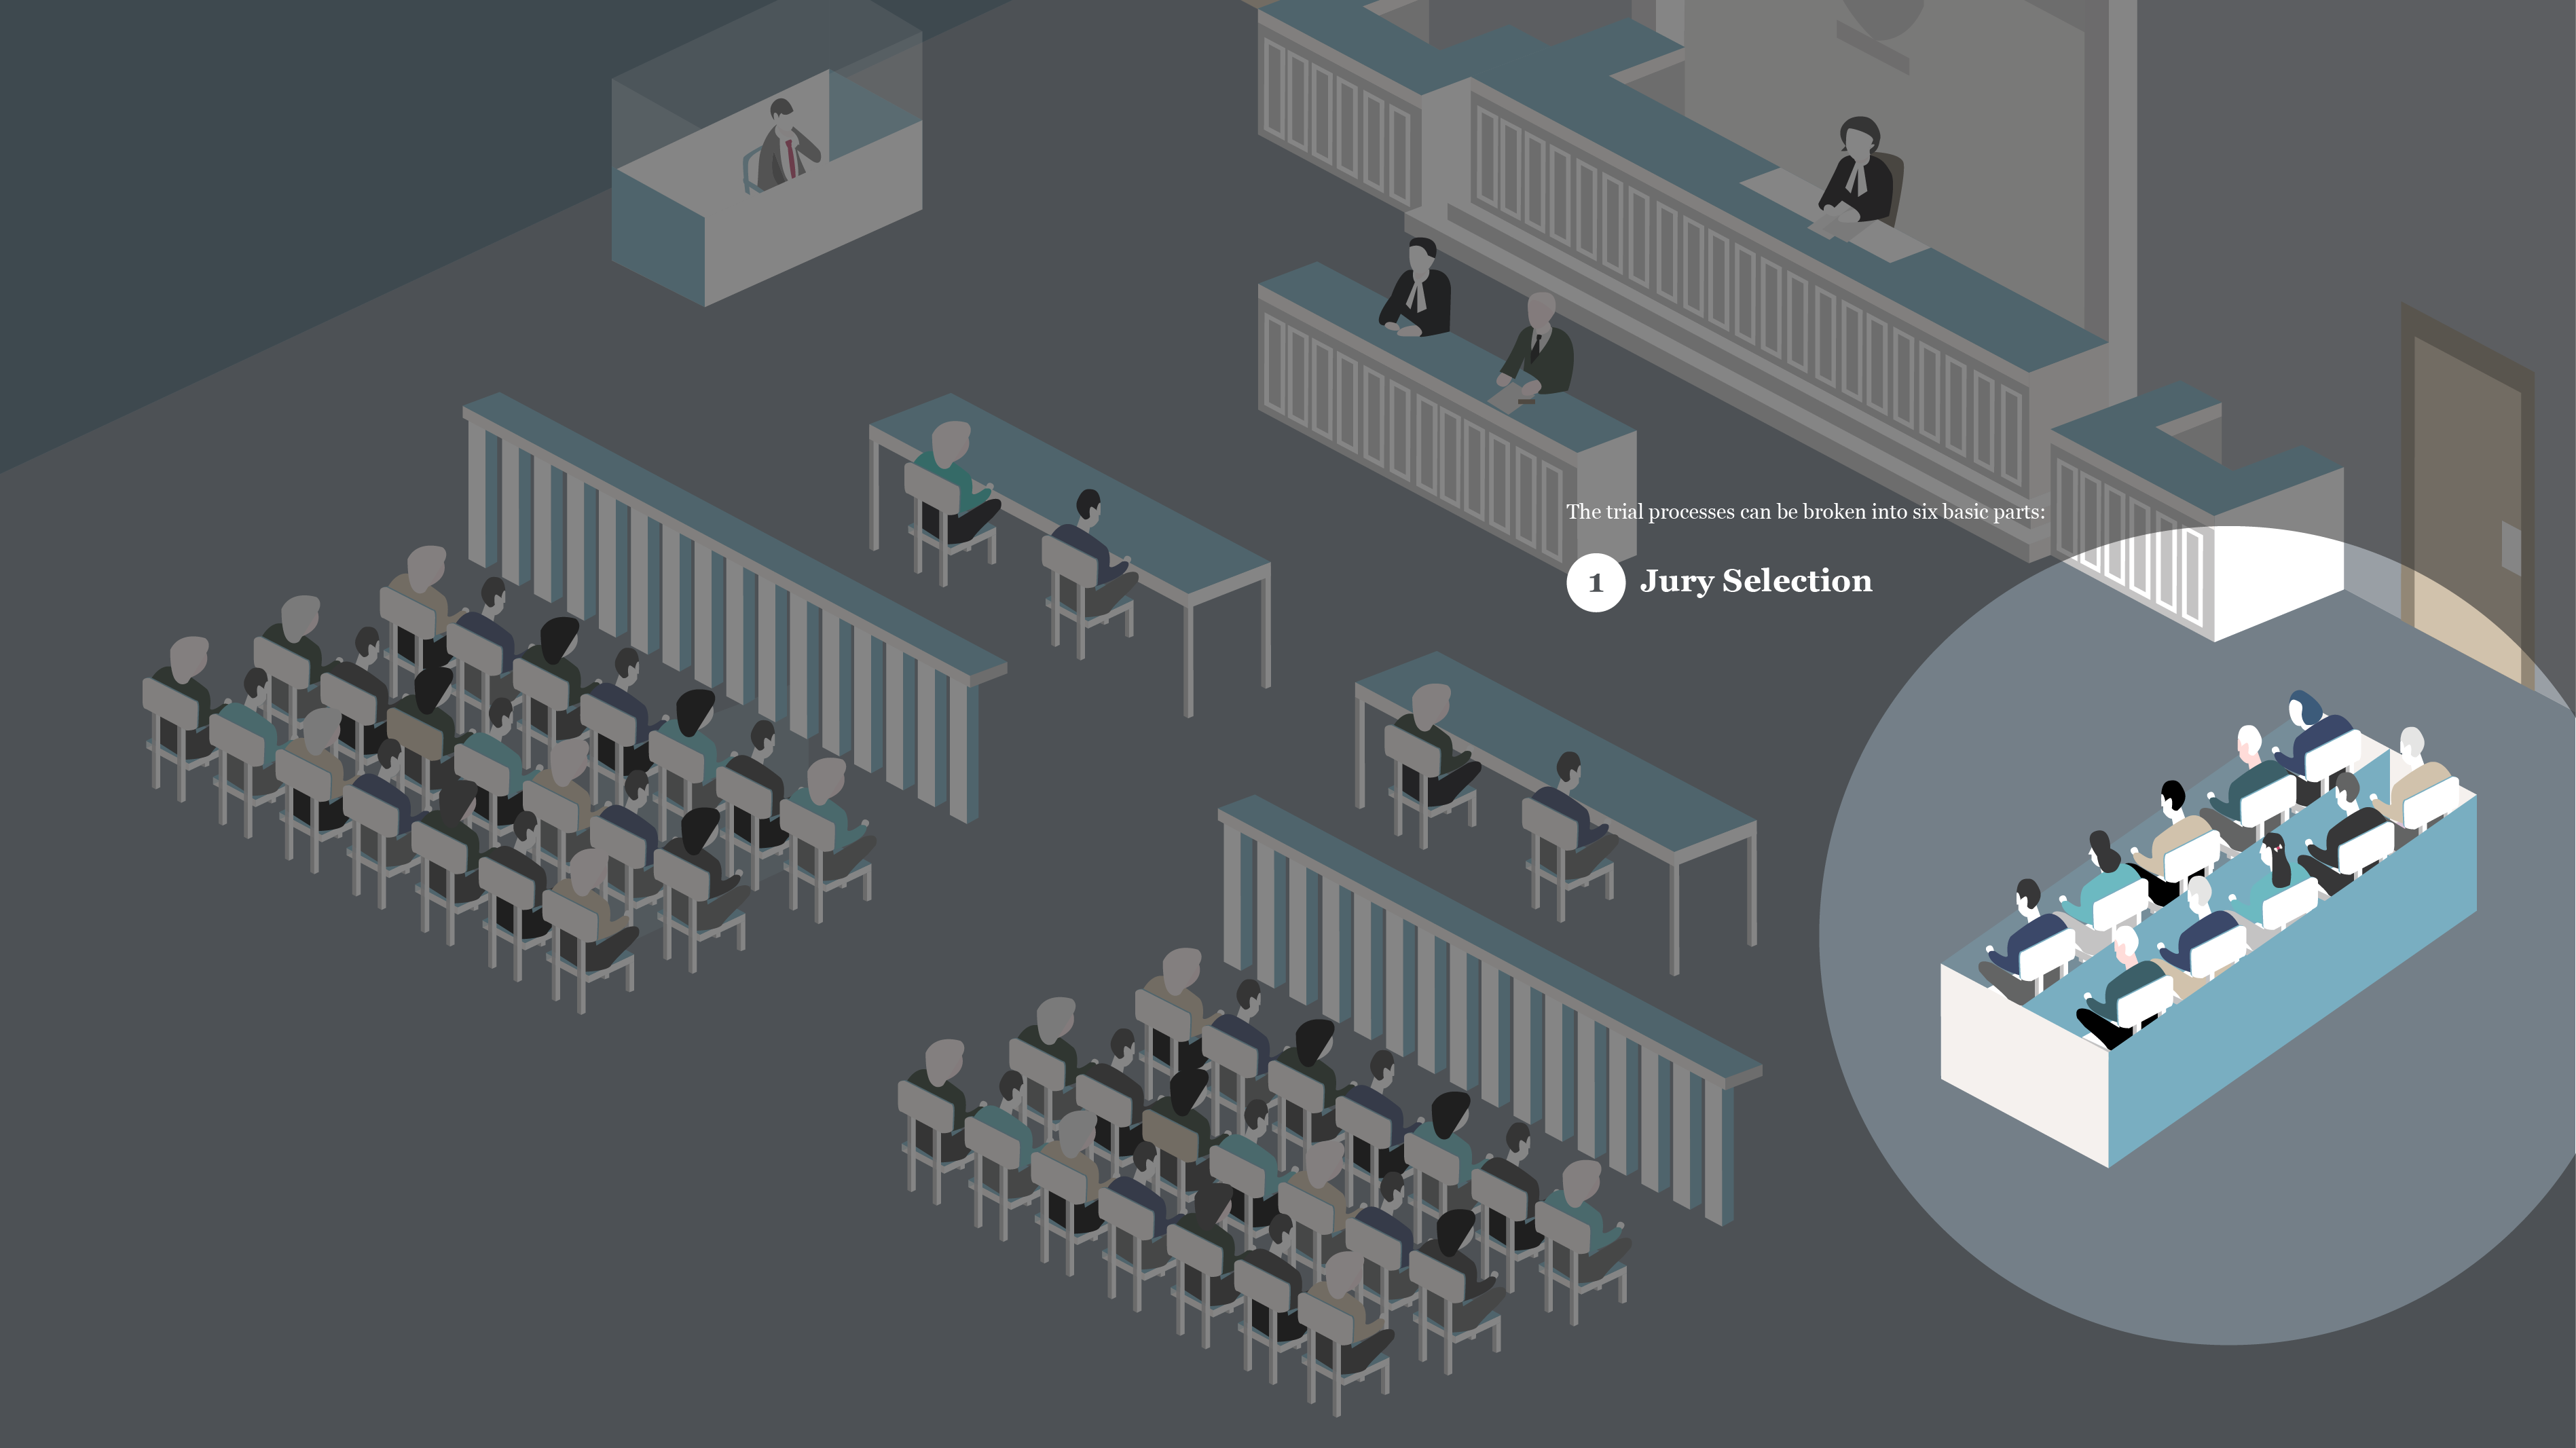 The trial processes can be broken into six basic parts:
1 Jury Selection